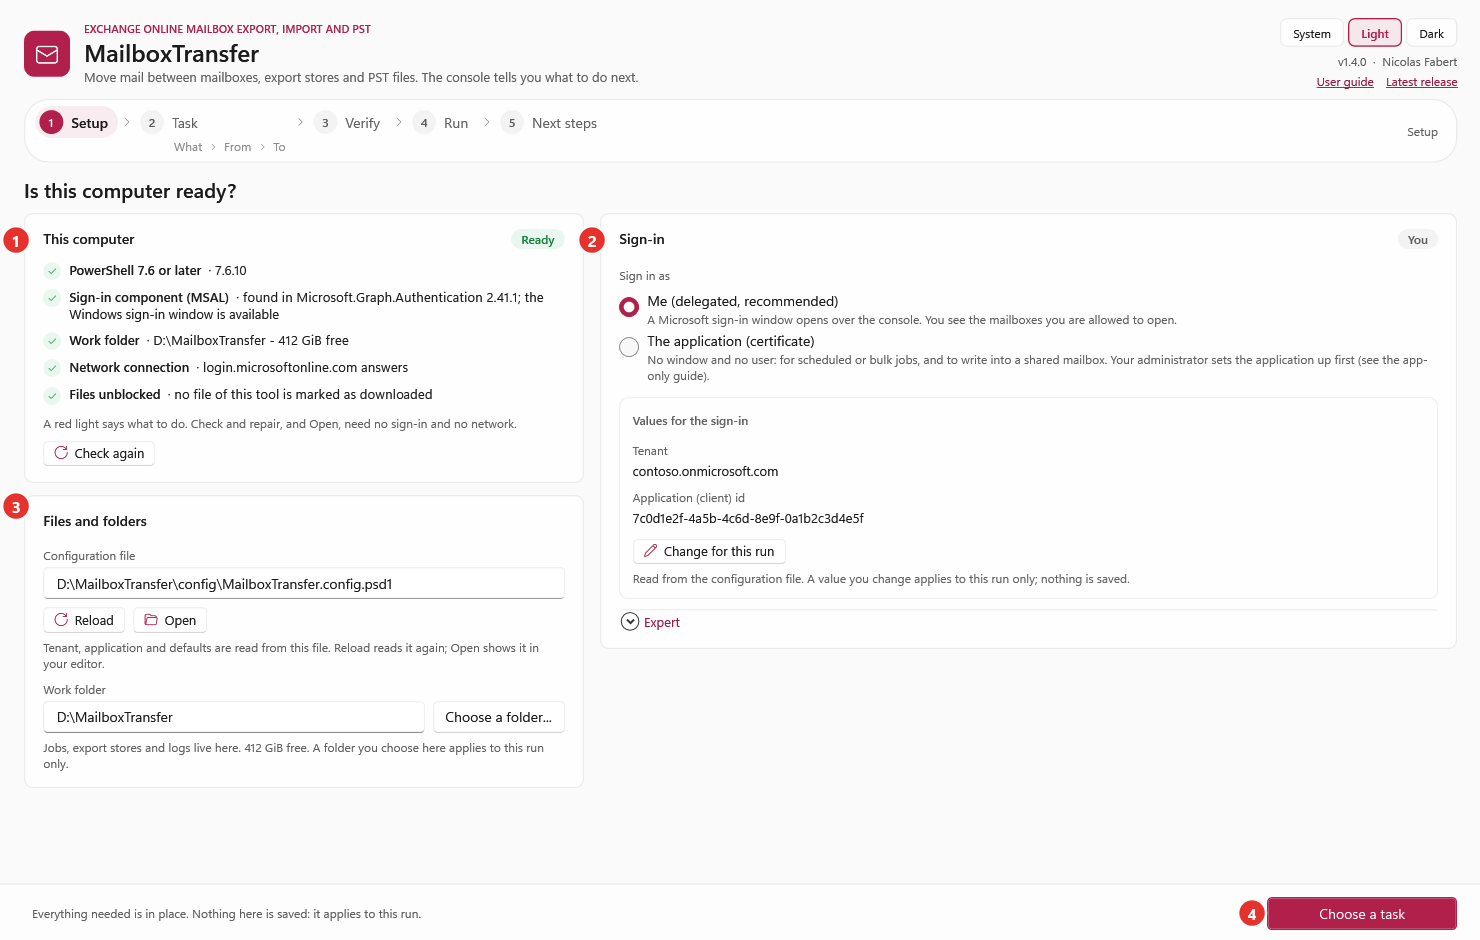 EXCHANGE ONLINE MAILBOX EXPORT, IMPORT AND PST
MailboxTransfer
Move mail between mailboxes, export stores and PST files. The console tells you what to do next.
System
Light
Dark
v1.4.0 · Nicolas Fabert
User guide
Latest release
1 Setup
2 Task
3 Verify
4 Run
5 Next steps
What > From > To
Setup
Is this computer ready?
1
This computer
Ready
PowerShell 7.6 or later · 7.6.10
Sign-in component (MSAL) · found in Microsoft.Graph.Authentication 2.41.1; the
Windows sign-in window is available
Work folder · D:\MailboxTransfer - 412 GiB free
Network connection · login.microsoftonline.com answers
Files unblocked · no file of this tool is marked as downloaded
A red light says what to do. Check and repair, and Open, need no sign-in and no network.
Check again
2
Sign-in
You
Sign in as
Me (delegated, recommended)
A Microsoft sign-in window opens over the console. You see the mailboxes you are allowed to open.
The application (certificate)
No window and no user: for scheduled or bulk jobs, and to write into a shared mailbox. Your administrator sets the application up first (see the app-
only guide).
Values for the sign-in
Tenant
contoso.onmicrosoft.com
Application (client) id
7c0d1e2f-4a5b-4c6d-8e9f-0a1b2c3d4e5f
Change for this run
Read from the configuration file. A value you change applies to this run only; nothing is saved.
Expert
3
Files and folders
Configuration file
D:\MailboxTransfer\config\MailboxTransfer.config.psd1
Reload
Open
Tenant, application and defaults are read from this file. Reload reads it again; Open shows it in
your editor.
Work folder
D:\MailboxTransfer
Choose a folder...
Jobs, export stores and logs live here. 412 GiB free. A folder you choose here applies to this run
only.
Everything needed is in place. Nothing here is saved: it applies to this run.
4
Choose a task